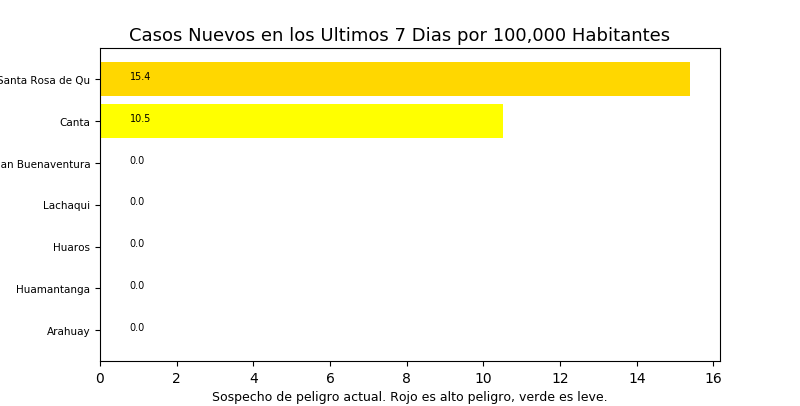 Casos Nuevos en los Ultimos 7 Dias por 100,000 Habitantes
Santa Rosa de Qu
15.4
Canta
10.5
an Buenaventura
0.0
Lachaqui
0.0
Huaros
0.0
Huamantanga
0.0
Arahuay
0.0
0 2 4 6 8 10 12 14 16
Sospecho de peligro actual. Rojo es alto peligro, verde es leve.